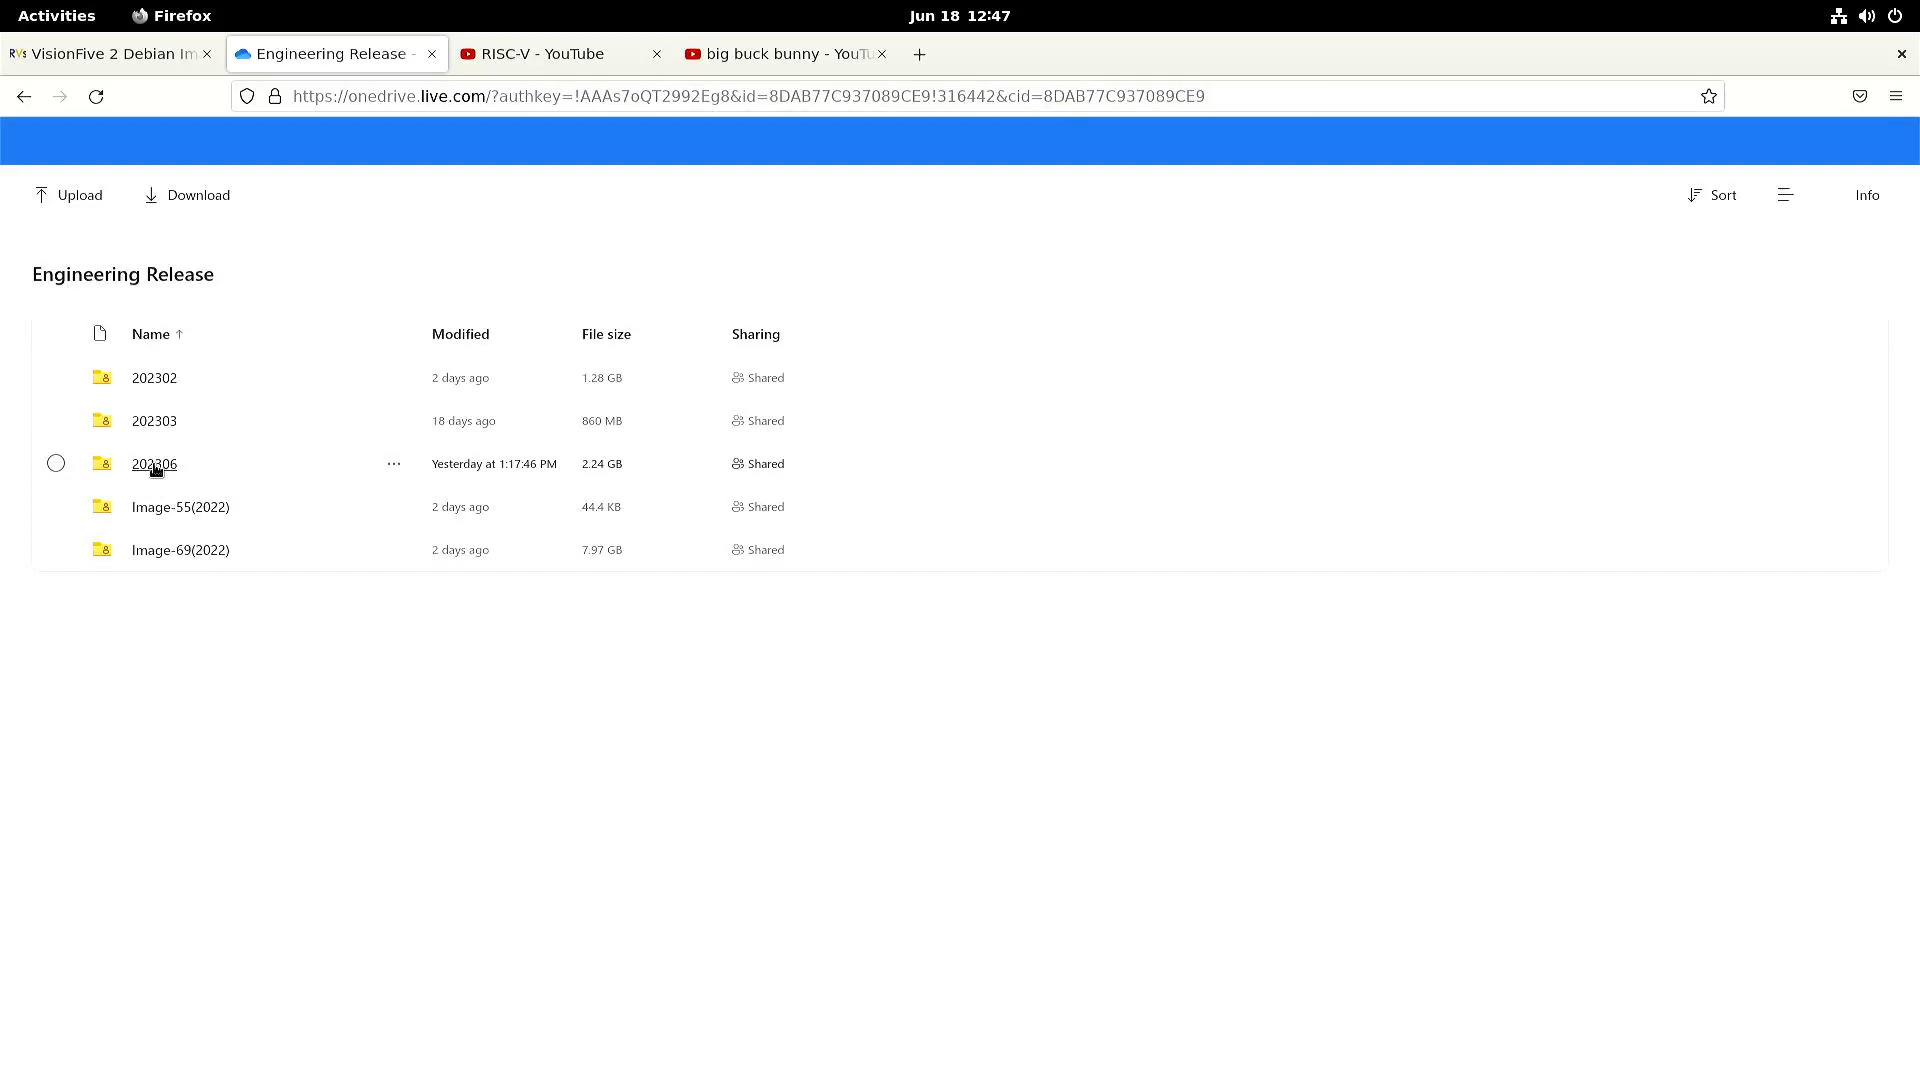 Activities Firefox Jun 18 12:47
VisionFive 2 Debian Im Engineering Release - RISC-V - YouTube big buck bunny - YouTu
https://onedrive.live.com/?authkey=!AAAs7oQT2992Eg8&id=8DAB77C937089CE9!316442&cid=8DAB77C937089CE9
Upload Download Sort Info
Engineering Release
Name Modified File size Sharing
202302 2 days ago 1.28 GB Shared
202303 18 days ago 860 MB Shared
202306 ··· Yesterday at 1:17:46 PM 2.24 GB Shared
Image-55(2022) 2 days ago 44.4 KB Shared
Image-69(2022) 2 days ago 7.97 GB Shared